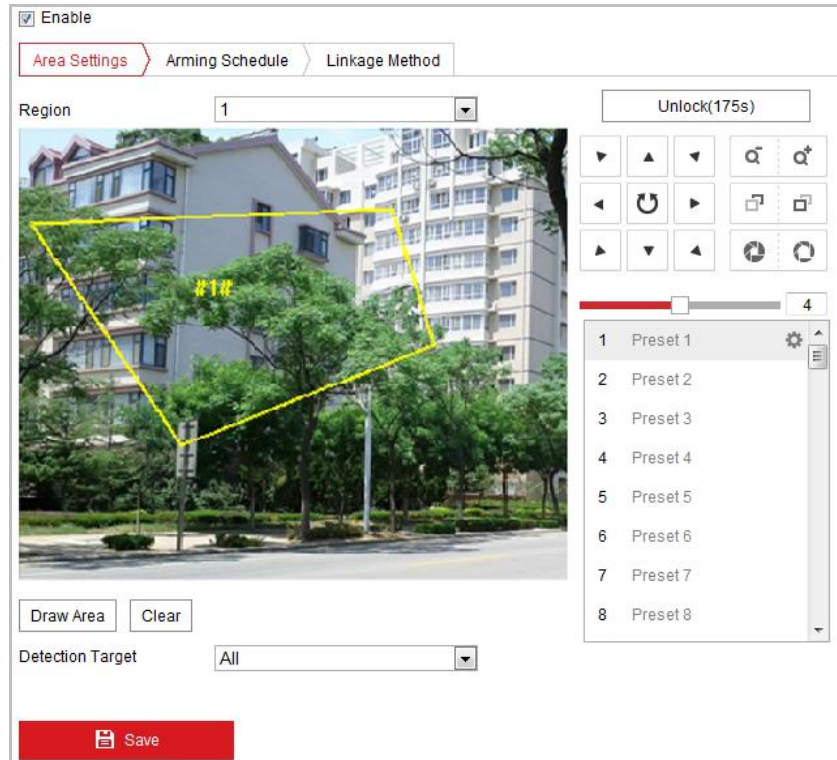 Enable
Area Settings Arming Schedule Linkage Method
Region 1
Unlock(175s)
#1#
4
1 Preset 1
2 Preset 2
3 Preset 3
4 Preset 4
5 Preset 5
6 Preset 6
7 Preset 7
8 Preset 8
Draw Area Clear
Detection Target All
Save